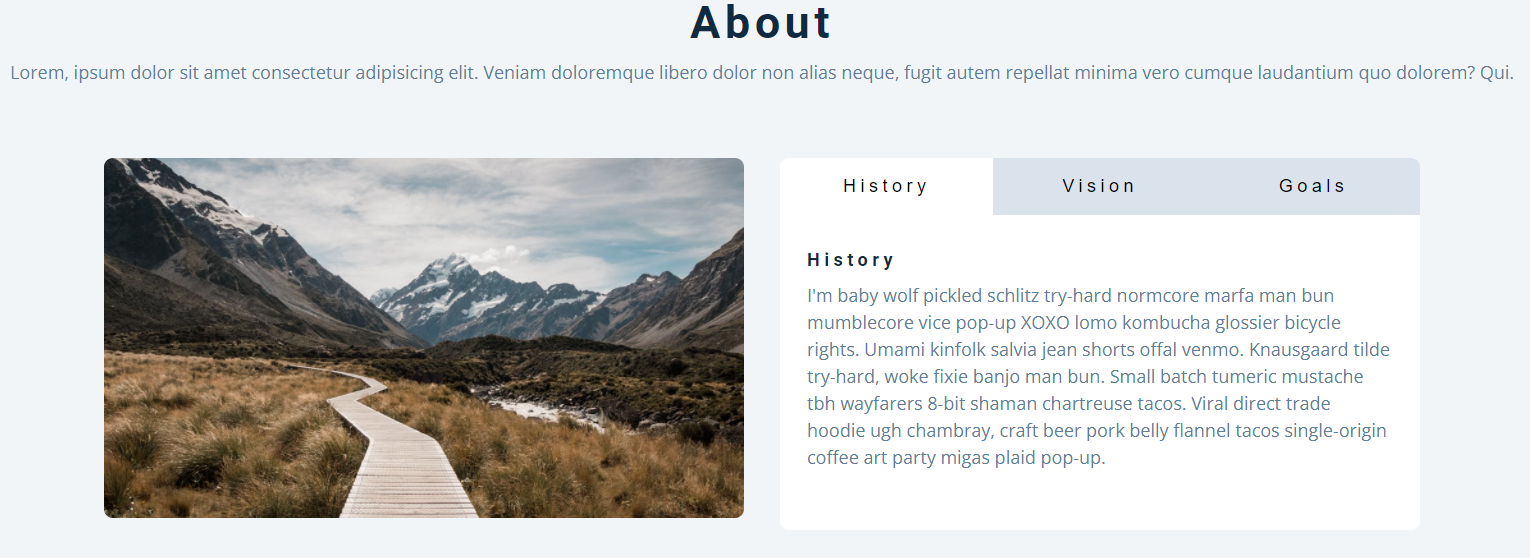 About
Lorem, ipsum dolor sit amet consectetur adipisicing elit. Veniam doloremque libero dolor non alias neque, fugit autem repellat minima vero cumque laudantium quo dolorem? Qui.
History Vision Goals
History
I'm baby wolf pickled schlitz try-hard normcore marfa man bun
mumblecore vice pop-up XOXO lomo kombucha glossier bicycle
rights. Umami kinfolk salvia jean shorts offal venmo. Knausgaard tilde
try-hard, woke fixie banjo man bun. Small batch tumeric mustache
tbh wayfarers 8-bit shaman chartreuse tacos. Viral direct trade
hoodie ugh chambray, craft beer pork belly flannel tacos single-origin
coffee art party migas plaid pop-up.